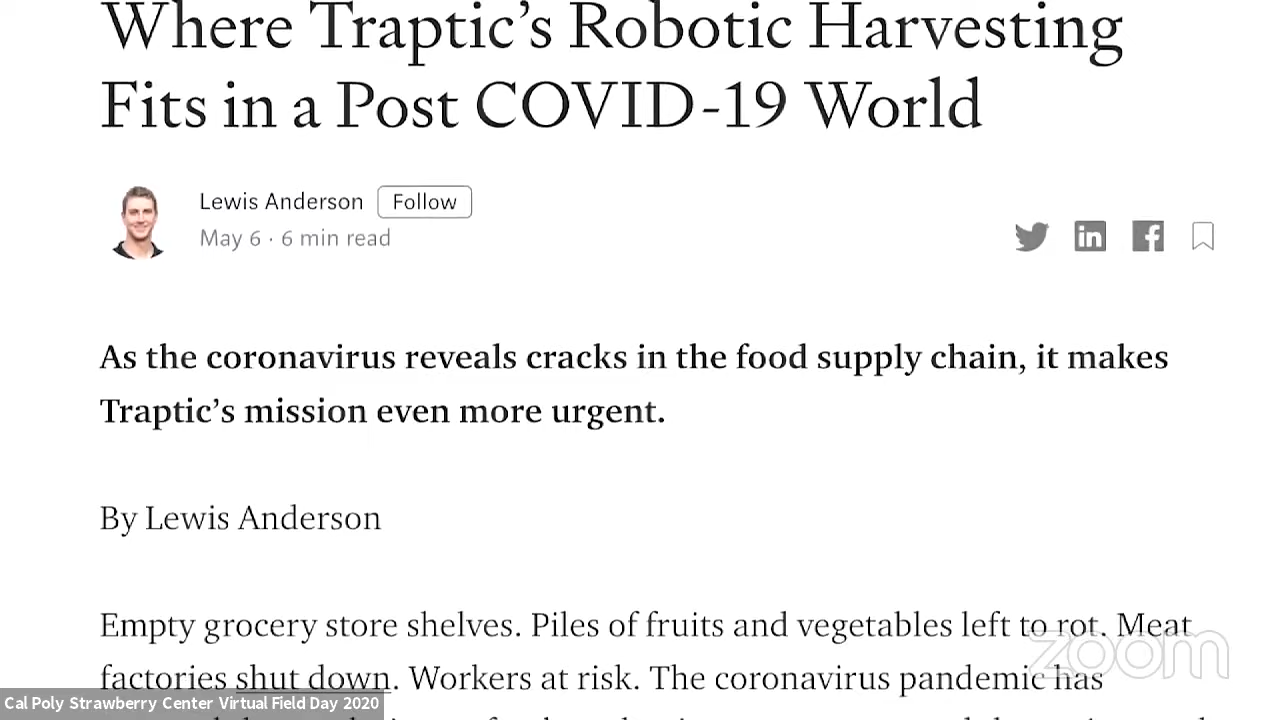 Where Traptic's Robotic Harvesting
Fits in a Post COVID-19 World
Lewis Anderson Follow
May 6 · 6 min read
As the coronavirus reveals cracks in the food supply chain, it makes
Traptic's mission even more urgent.
By Lewis Anderson
Empty grocery store shelves. Piles of fruits and vegetables left to rot. Meat
factories shut down. Workers at risk. The coronavirus pandemic has
zoom
Cal Poly Strawberry Center Virtual Field Day 2020